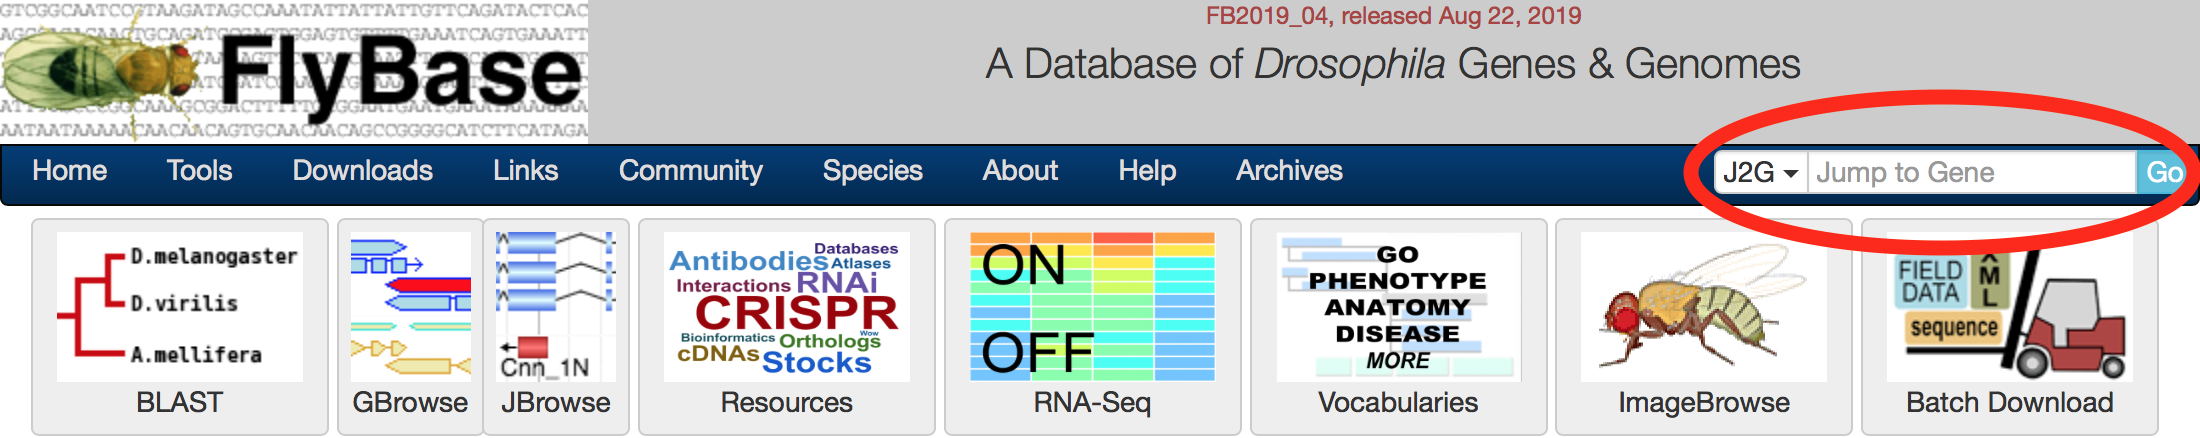 GTCGGCAATCC
FlyBase
FB2019_04, released Aug 22, 2019
A Database of Drosophila Genes & Genomes
Home Tools Downloads Links Community Species About Help Archives J2G Jump to Gene Go
D.melanogaster
D.virilis
A.mellifera
BLAST
GBrowse
Cnn_1N
JBrowse
Databases
Antibodies Atlases
Interactions RNAi
CRISPR
Wow
Bioinformatics Orthologs
cDNAs Stocks
Resources
ON
OFF
RNA-Seq
GO
PHENOTYPE
ANATOMY
DISEASE
MORE
Vocabularies
ImageBrowse
FIELD
DATA
ML
sequence
Batch Download